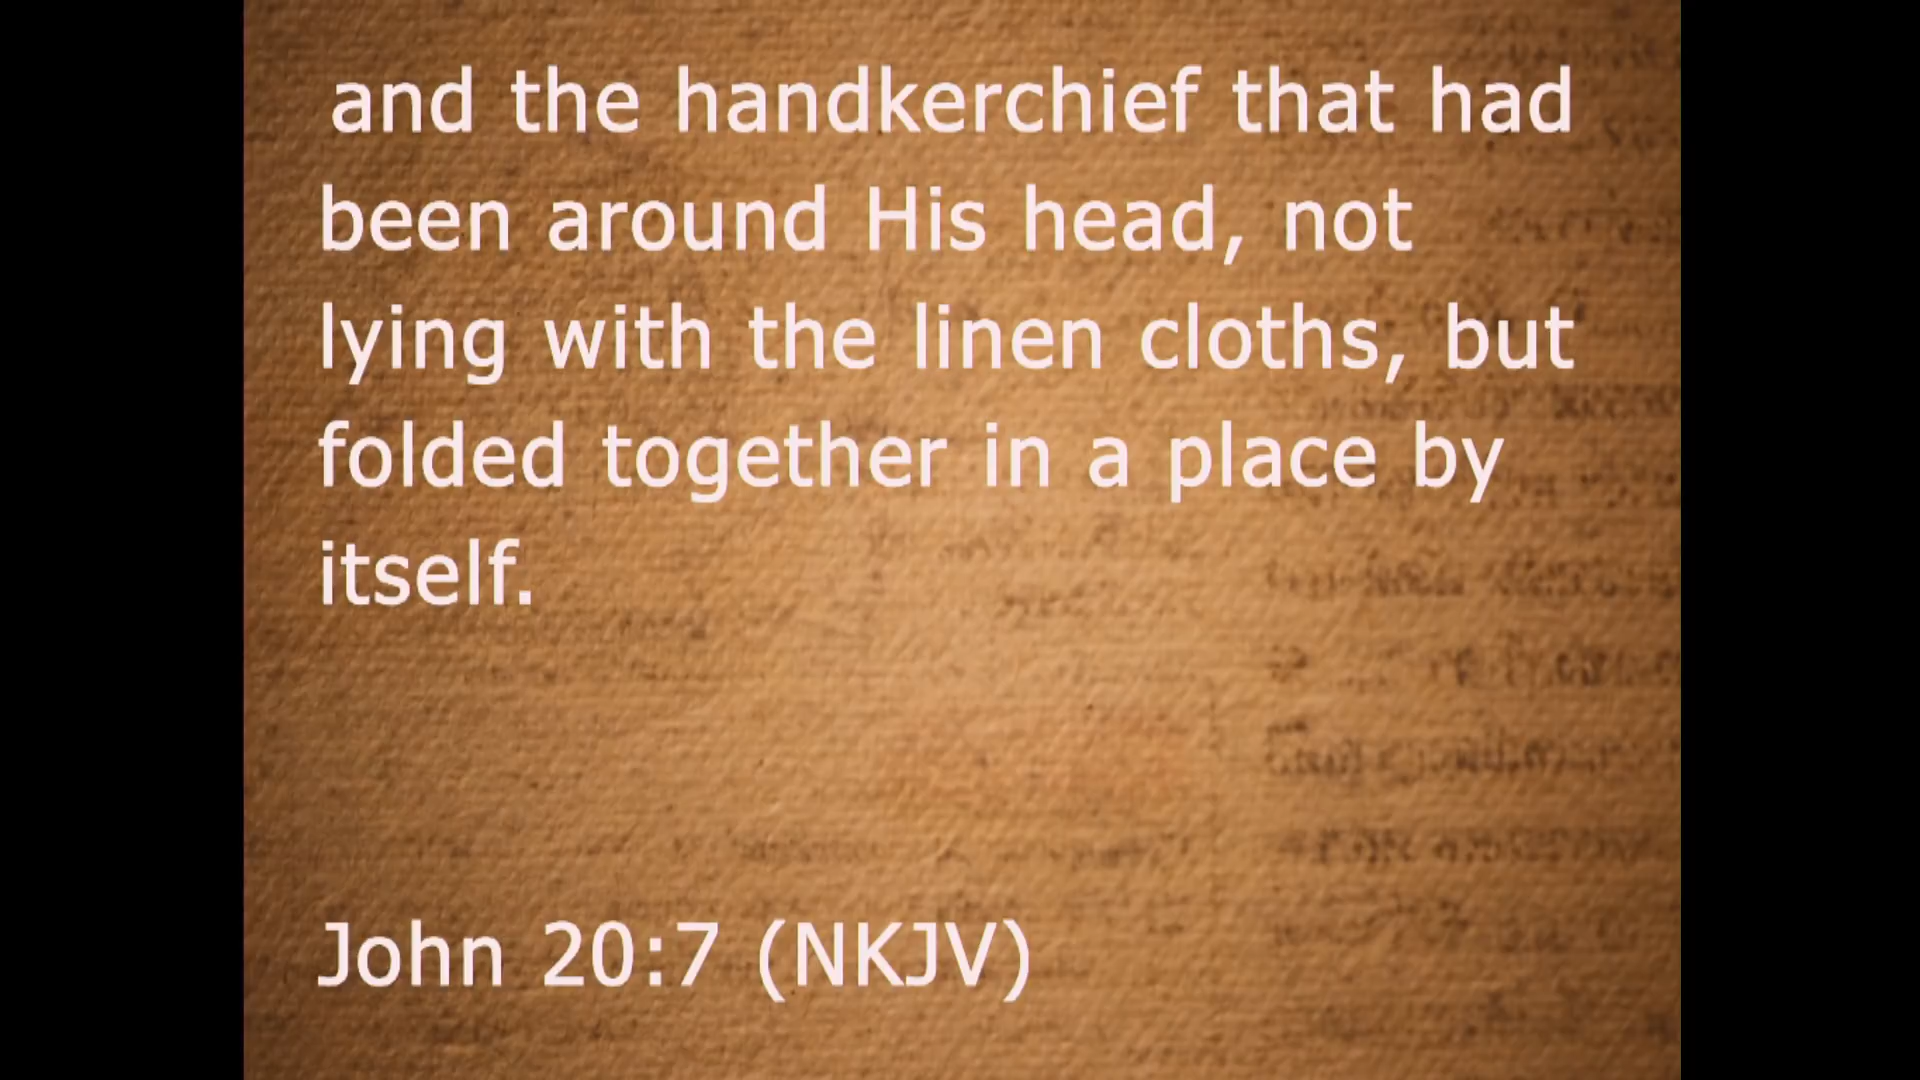 and the handkerchief that had
been around His head, not
lying with the linen cloths, but
folded together in a place by
itself.
John 20:7 (NKJV)